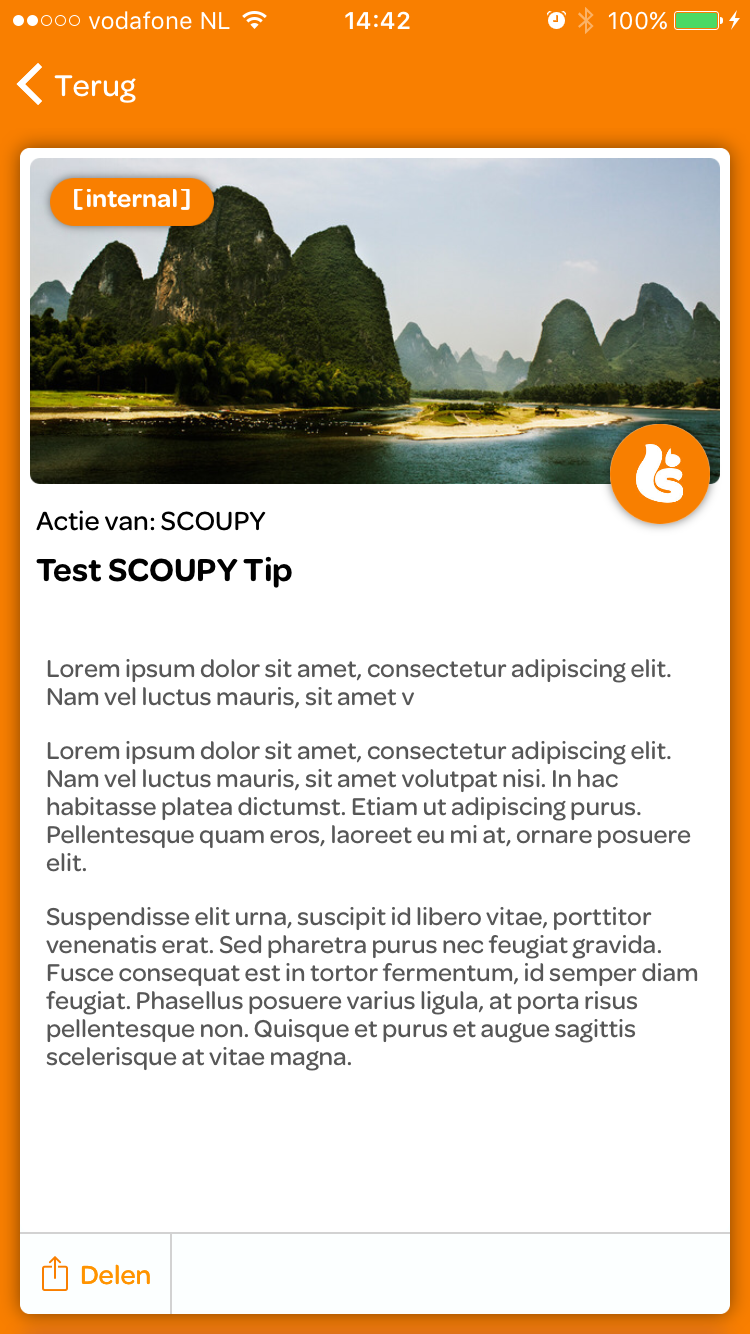 vodafone NL 14:42 100%
Terug
[internal]
Actie van: SCOUPY
Test SCOUPY Tip
Lorem ipsum dolor sit amet, consectetur adipiscing elit.
Nam vel luctus mauris, sit amet v
Lorem ipsum dolor sit amet, consectetur adipiscing elit.
Nam vel luctus mauris, sit amet volutpat nisi. In hac
habitasse platea dictumst. Etiam ut adipiscing purus.
Pellentesque quam eros, laoreet eu mi at, ornare posuere
elit.
Suspendisse elit urna, suscipit id libero vitae, porttitor
venenatis erat. Sed pharetra purus nec feugiat gravida.
Fusce consequat est in tortor fermentum, id semper diam
feugiat. Phasellus posuere varius ligula, at porta risus
pellentesque non. Quisque et purus et augue sagittis
scelerisque at vitae magna.
Delen